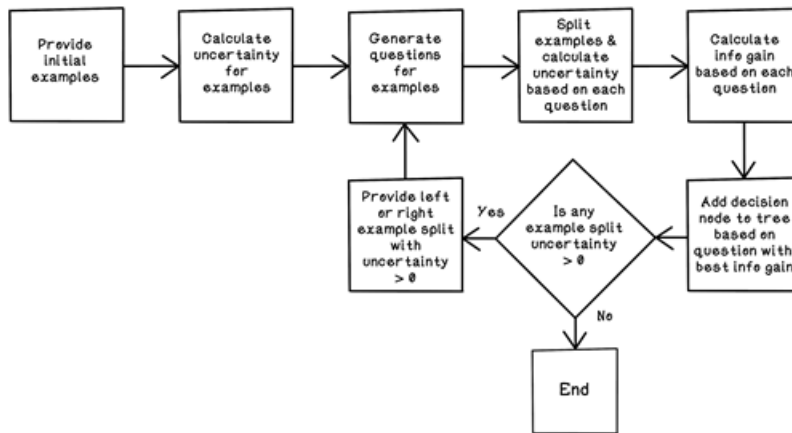 Provide
initial
examples
Calculate
uncertainty
for
examples
Generate
questions
for
examples
Split
examples &
calculate
uncertainty
based on each
question
Calculate
info gain
based on each
question
Provide left
or right
example split
with
uncertainty
> 0
Yes
Is any
example split
uncertainty
> 0
Add decision
node to tree
based on
question with
best info gain
No
End